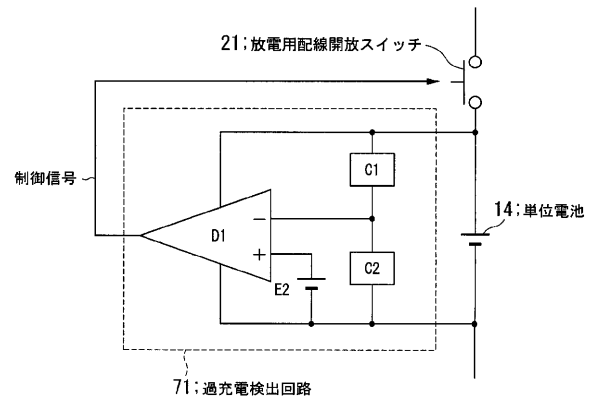 21;放電用配線開放スイッチ
制御信号
C1
D1
−
+
C2
E2
14;単位電池
71;過充電検出回路